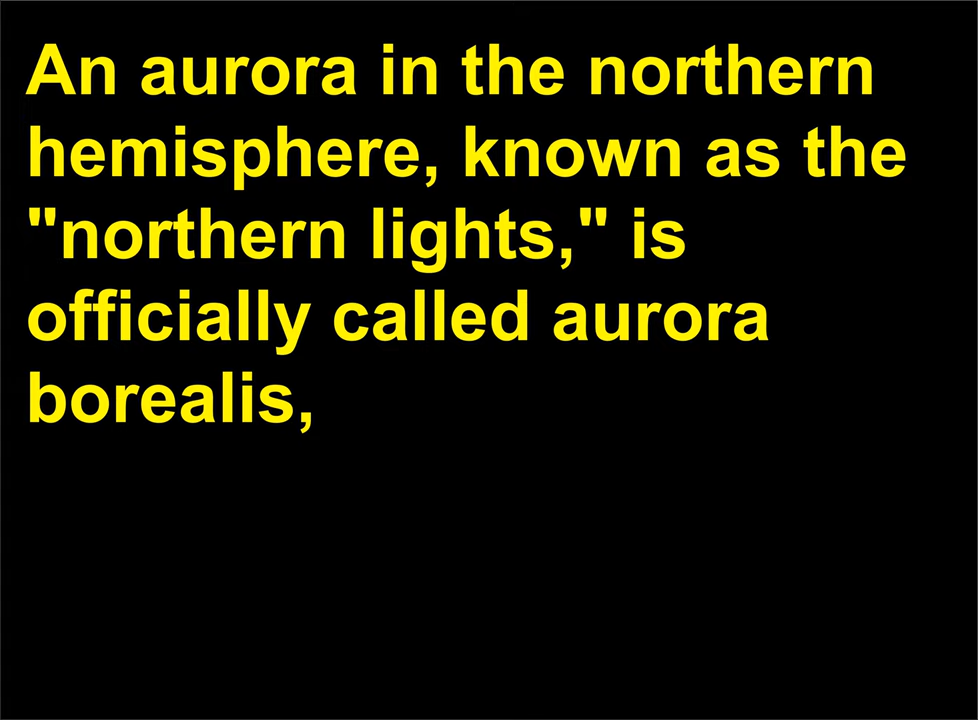 An aurora in the northern
hemisphere, known as the
"northern lights," is
officially called aurora
borealis,